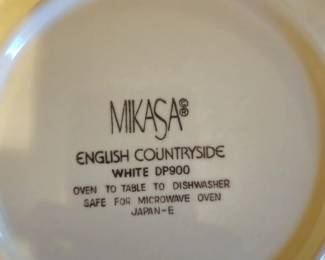 MIKASA®
ENGLISH COUNTRYSIDE
WHITE DP900
OVEN TO TABLE TO DISHWASHER
SAFE FOR MICROWAVE OVEN
JAPAN-E